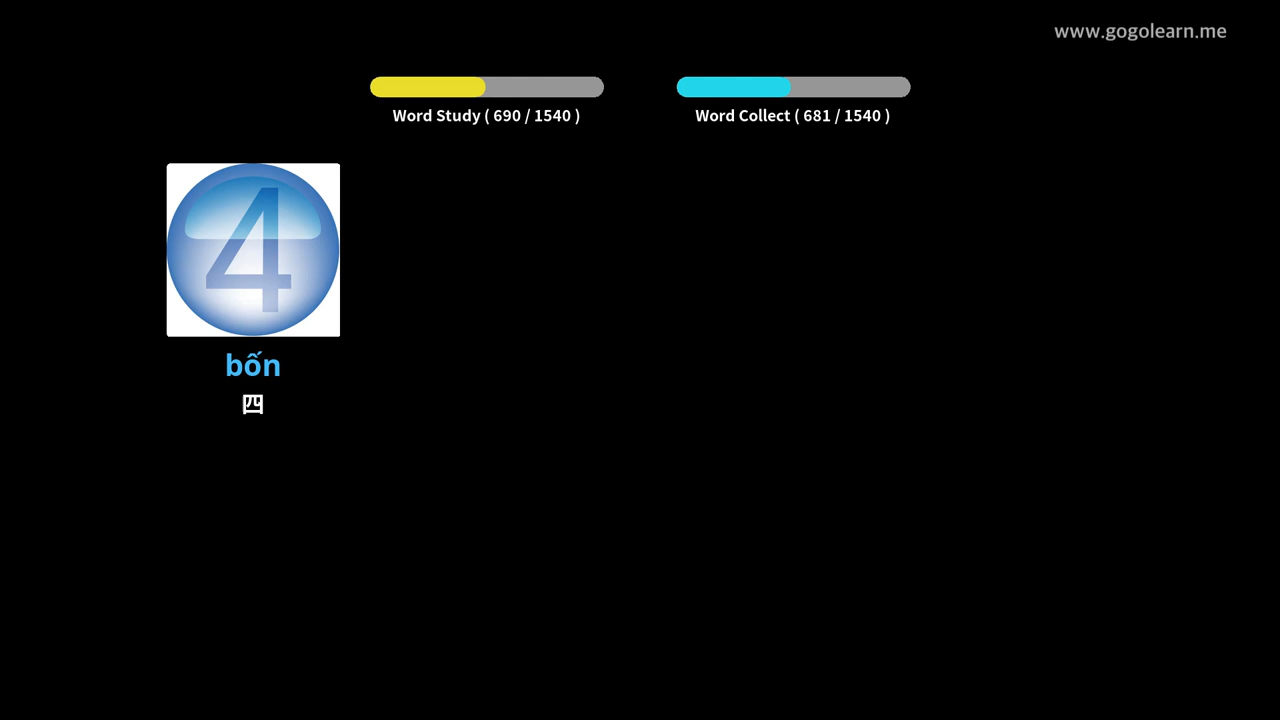 www.gogolearn.me
Word Study ( 690 / 1540 )
Word Collect ( 681 / 1540 )
4
bốn
四